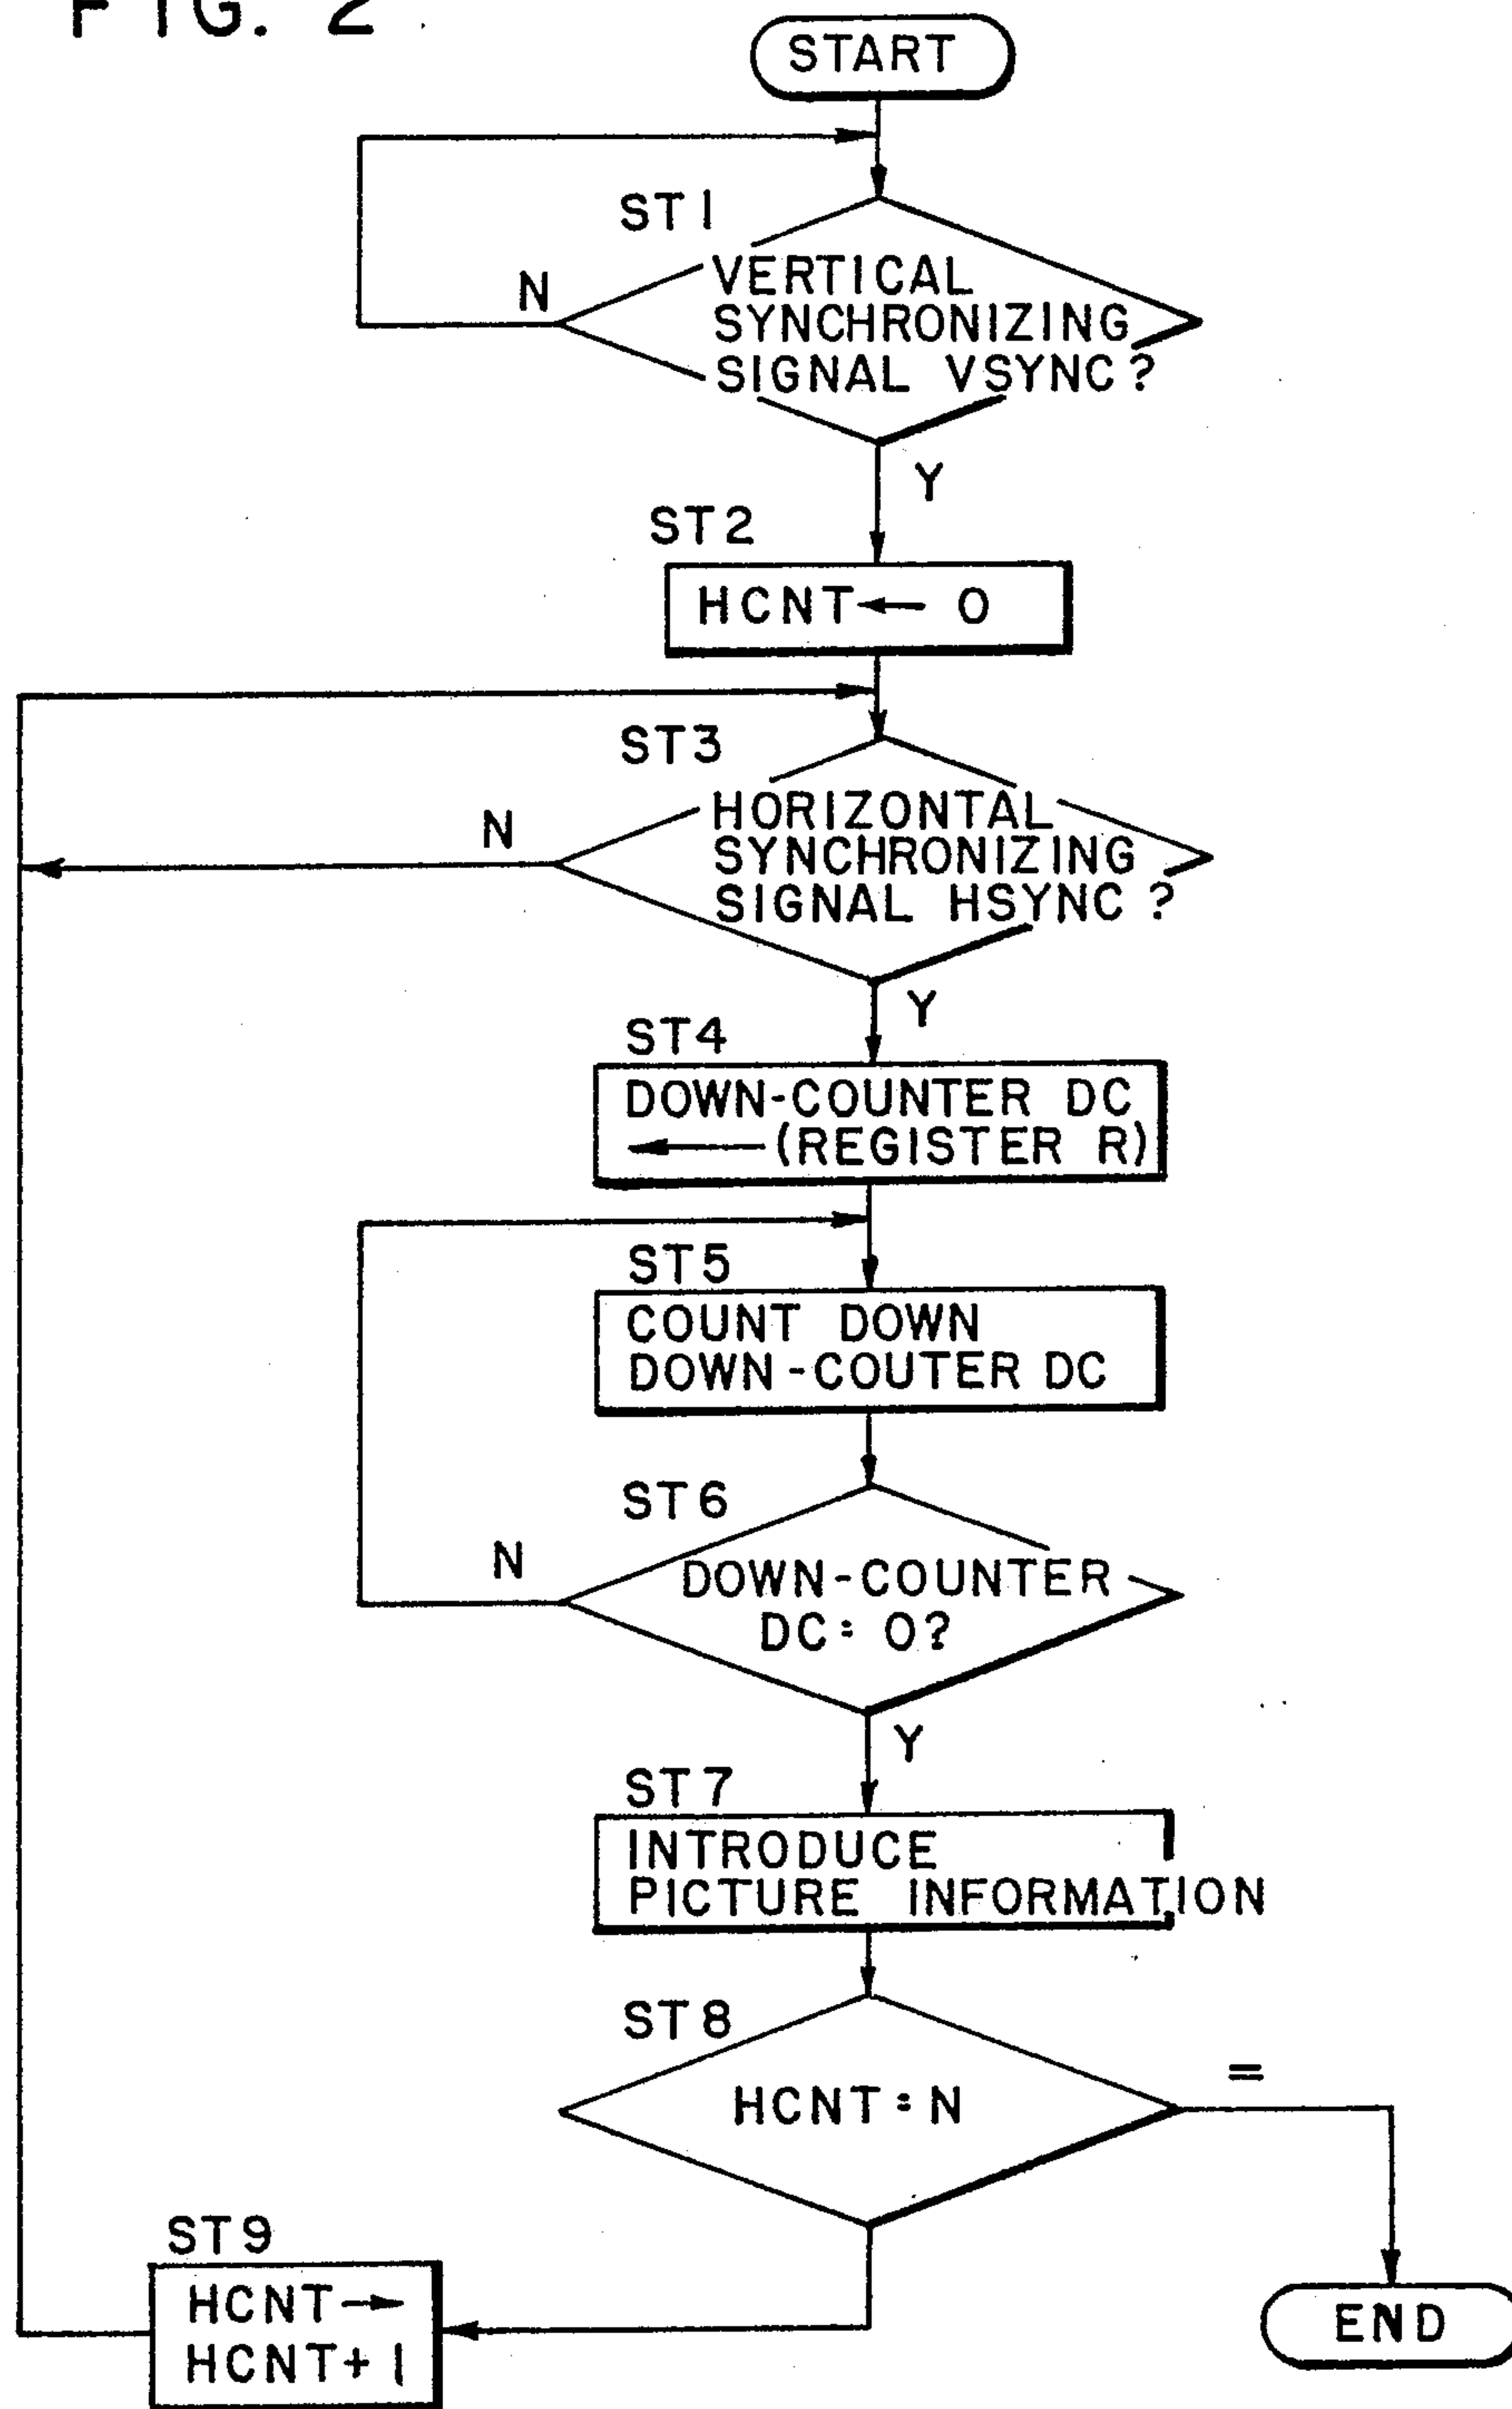 FIG. 2
START
ST1
N
VERTICAL
SYNCHRONIZING
SIGNAL VSYNC?
Y
ST2
HCNT← 0
ST3
N
HORIZONTAL
SYNCHRONIZING
SIGNAL HSYNC?
Y
ST4
DOWN-COUNTER DC
←(REGISTER R)
ST5
COUNT DOWN
DOWN-COUTER DC
ST6
N
DOWN-COUNTER
DC= 0?
Y
ST7
INTRODUCE
PICTURE INFORMATION
ST8
=
HCNT=N
ST9
HCNT→
HCNT+1
END